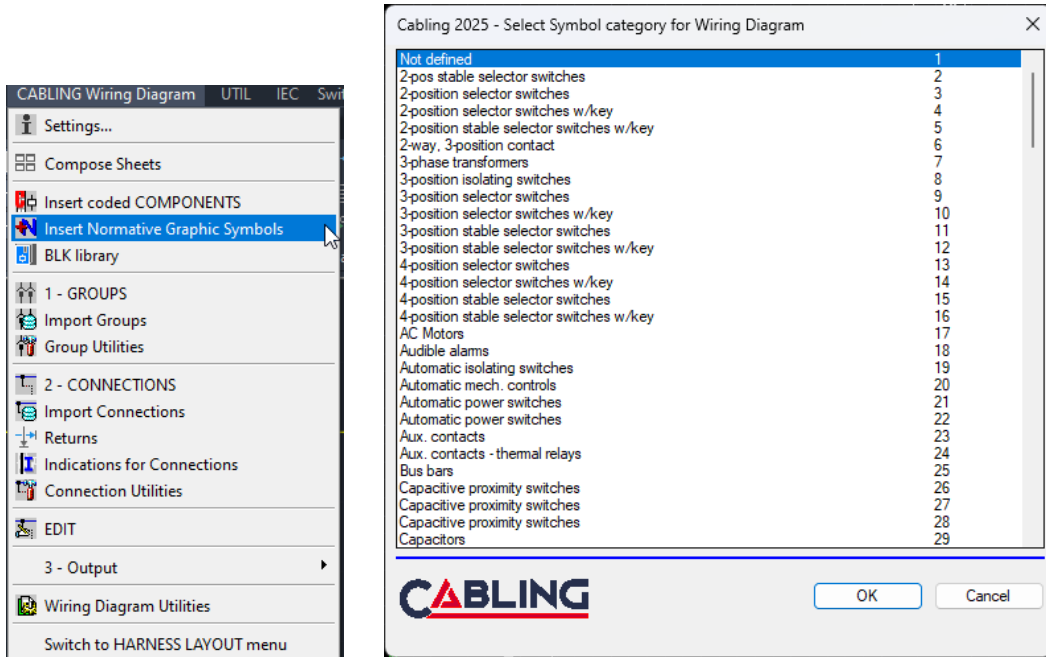 CABLING Wiring Diagram UTIL IEC
Settings...
Compose Sheets
Insert coded COMPONENTS
Insert Normative Graphic Symbols
BLK library
1 - GROUPS
Import Groups
Group Utilities
2 - CONNECTIONS
Import Connections
Returns
Indications for Connections
Connection Utilities
EDIT
3 - Output
Wiring Diagram Utilities
Switch to HARNESS LAYOUT menu
Cabling 2025 - Select Symbol category for Wiring Diagram
Not defined 1
2-pos stable selector switches 2
2-position selector switches 3
2-position selector switches w/key 4
2-position stable selector switches w/key 5
2-way, 3-position contact 6
3-phase transformers 7
3-position isolating switches 8
3-position selector switches 9
3-position selector switches w/key 10
3-position stable selector switches 11
3-position stable selector switches w/key 12
4-position selector switches 13
4-position selector switches w/key 14
4-position stable selector switches 15
4-position stable selector switches w/key 16
AC Motors 17
Audible alarms 18
Automatic isolating switches 19
Automatic mech. controls 20
Automatic power switches 21
Automatic power switches 22
Aux. contacts 23
Aux. contacts - thermal relays 24
Bus bars 25
Capacitive proximity switches 26
Capacitive proximity switches 27
Capacitive proximity switches 28
Capacitors 29
CABLING
OK Cancel